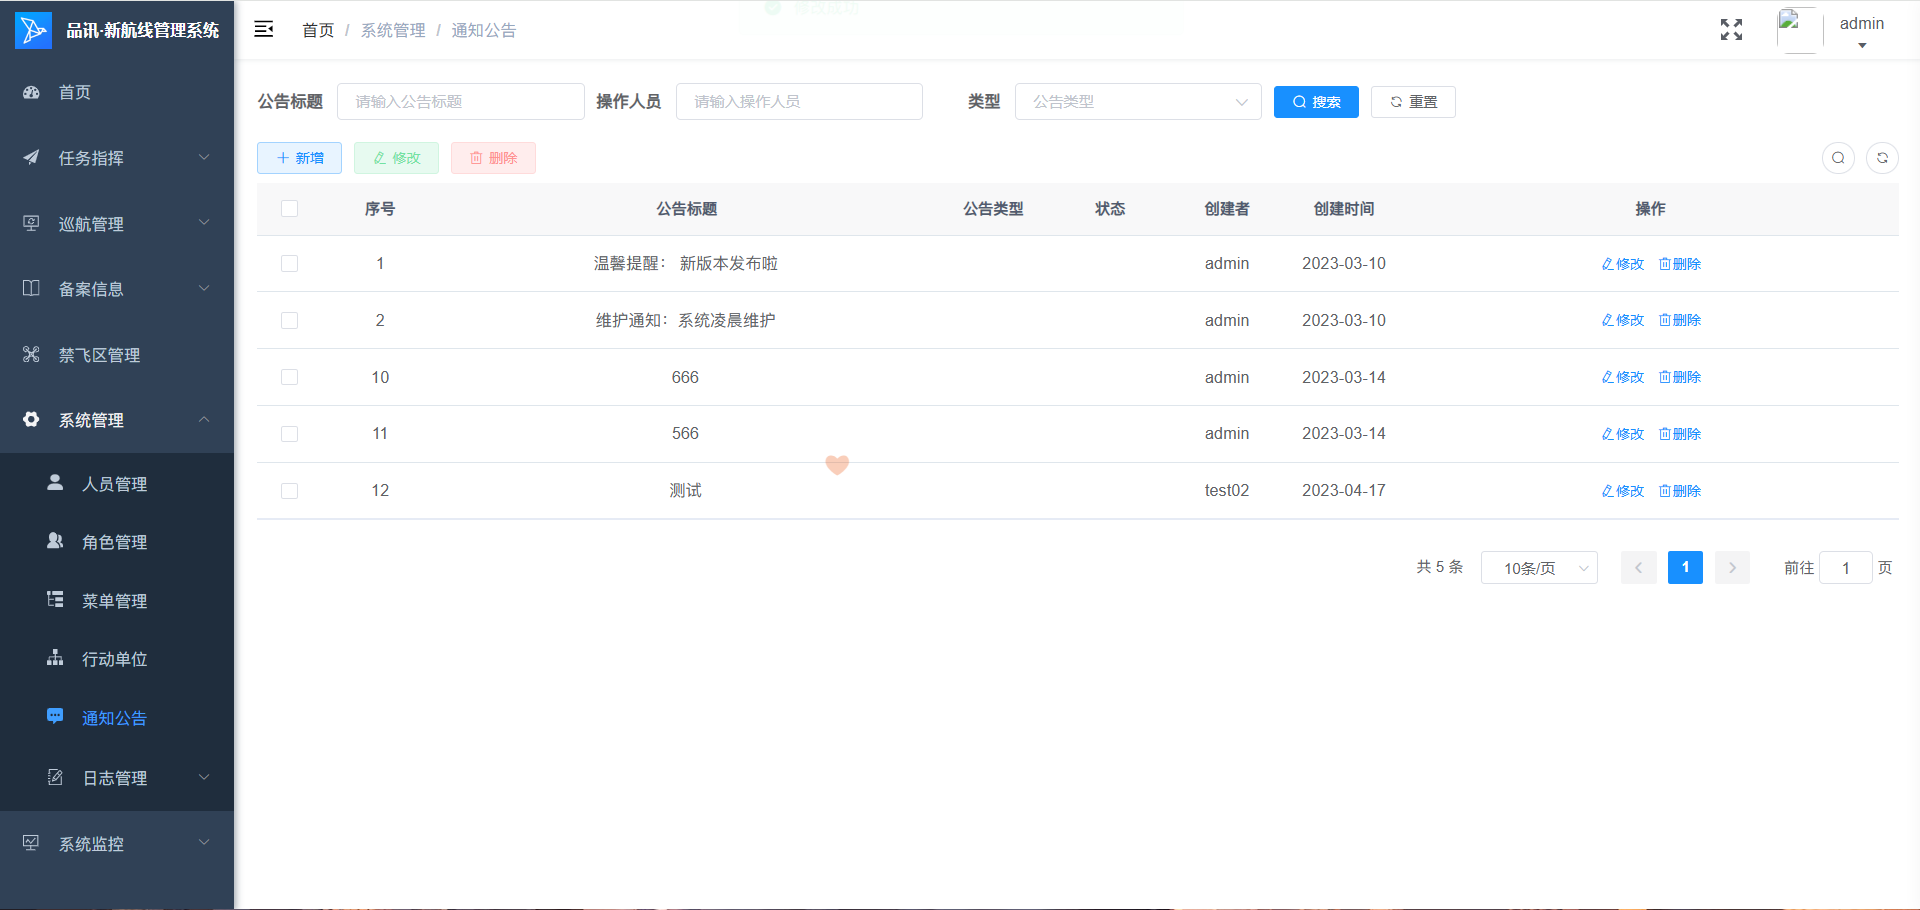 品讯·新航线管理系统
首页 / 系统管理 / 通知公告
修改成功
admin
首页
任务指挥
巡航管理
备案信息
禁飞区管理
系统管理
人员管理
角色管理
菜单管理
行动单位
通知公告
日志管理
系统监控
公告标题 请输入公告标题 操作人员 请输入操作人员 类型 公告类型 搜索 重置
新增 修改 删除
序号 公告标题 公告类型 状态 创建者 创建时间 操作
1 温馨提醒： 新版本发布啦 admin 2023-03-10 修改 删除
2 维护通知：系统凌晨维护 admin 2023-03-10 修改 删除
10 666 admin 2023-03-14 修改 删除
11 566 admin 2023-03-14 修改 删除
12 测试 test02 2023-04-17 修改 删除
共 5 条 10条/页 1 前往 1 页